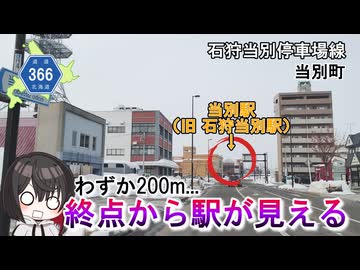 道道
366
北海道
石狩当別停車場線
当別町
当別駅
(旧 石狩当別駅)
わずか200m...
終点から駅が見える